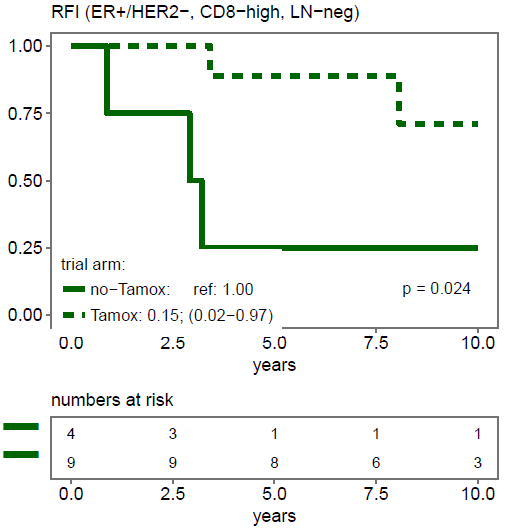 RFI (ER+/HER2−, CD8−high, LN−neg)
1.00
0.75
0.50
0.25
0.00
trial arm:
no−Tamox: ref: 1.00
Tamox: 0.15; (0.02−0.97)
p = 0.024
0.0 2.5 5.0 7.5 10.0
years
numbers at risk
4 3 1 1 1
9 9 8 6 3
0.0 2.5 5.0 7.5 10.0
years